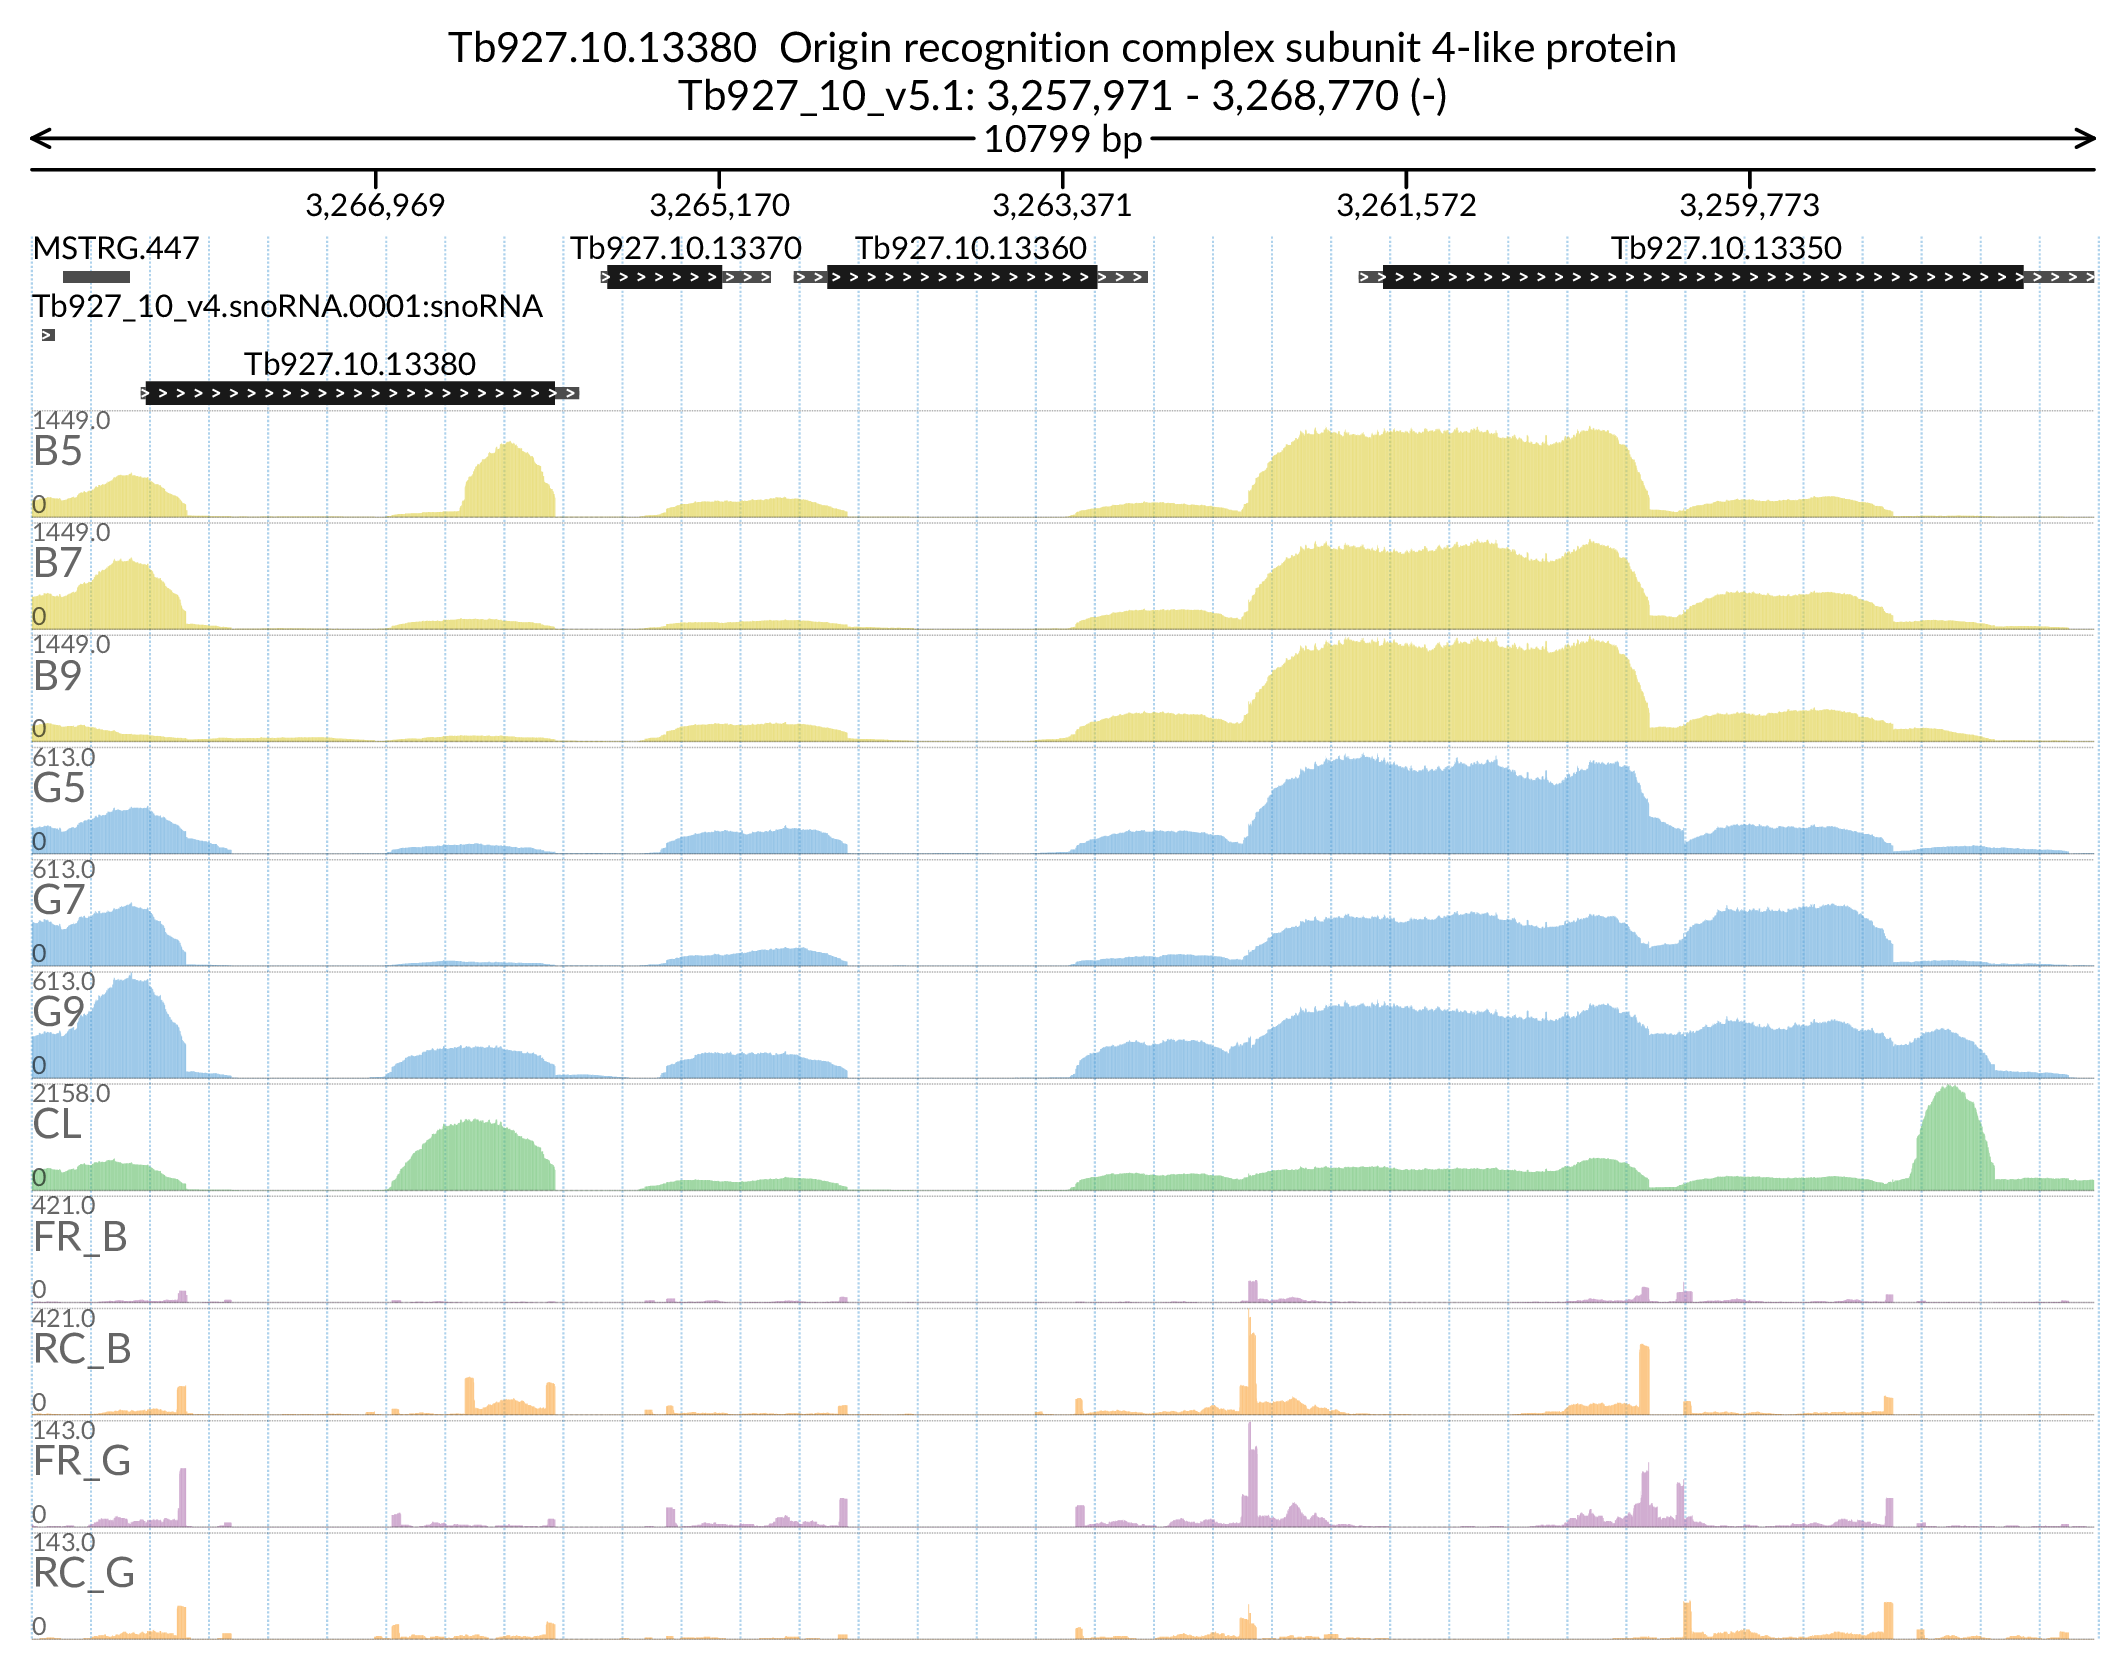 Tb927.10.13380  Origin recognition complex subunit 4-like protein
Tb927_10_v5.1: 3,257,971 - 3,268,770 (-)
10799 bp
3,266,969 3,265,170 3,263,371 3,261,572 3,259,773
MSTRG.447 Tb927.10.13370 Tb927.10.13360 Tb927.10.13350
Tb927_10_v4.snoRNA.0001:snoRNA
Tb927.10.13380
1449.0
B5
0
1449.0
B7
0
1449.0
B9
0
613.0
G5
0
613.0
G7
0
613.0
G9
0
2158.0
CL
0
421.0
FR_B
0
421.0
RC_B
0
143.0
FR_G
0
143.0
RC_G
0